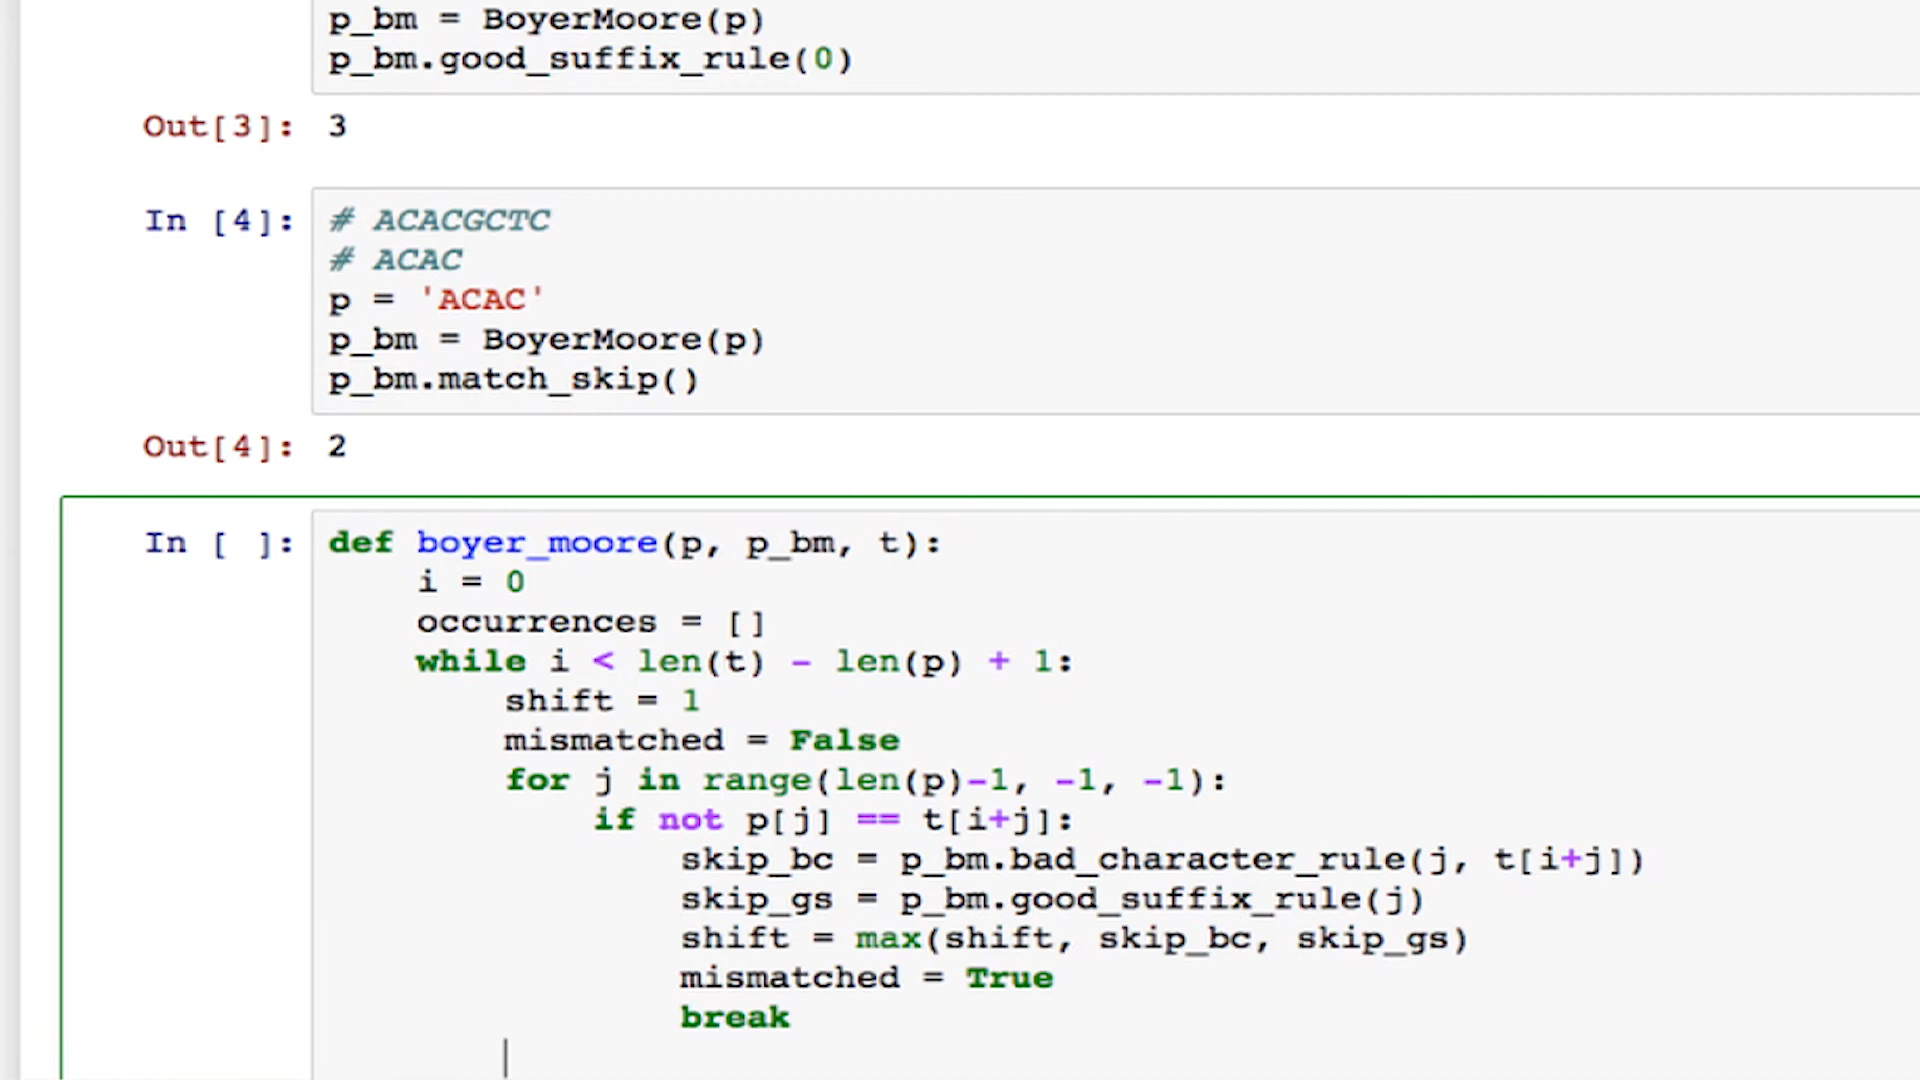 p_bm = BoyerMoore(p)
p_bm.good_suffix_rule(0)
Out[3]: 3
In [4]: # ACACGCTC
# ACAC
p = 'ACAC'
p_bm = BoyerMoore(p)
p_bm.match_skip()
Out[4]: 2
In [ ]: def boyer_moore(p, p_bm, t):
    i = 0
    occurrences = []
    while i < len(t) - len(p) + 1:
        shift = 1
        mismatched = False
        for j in range(len(p)-1, -1, -1):
            if not p[j] == t[i+j]:
                skip_bc = p_bm.bad_character_rule(j, t[i+j])
                skip_gs = p_bm.good_suffix_rule(j)
                shift = max(shift, skip_bc, skip_gs)
                mismatched = True
                break